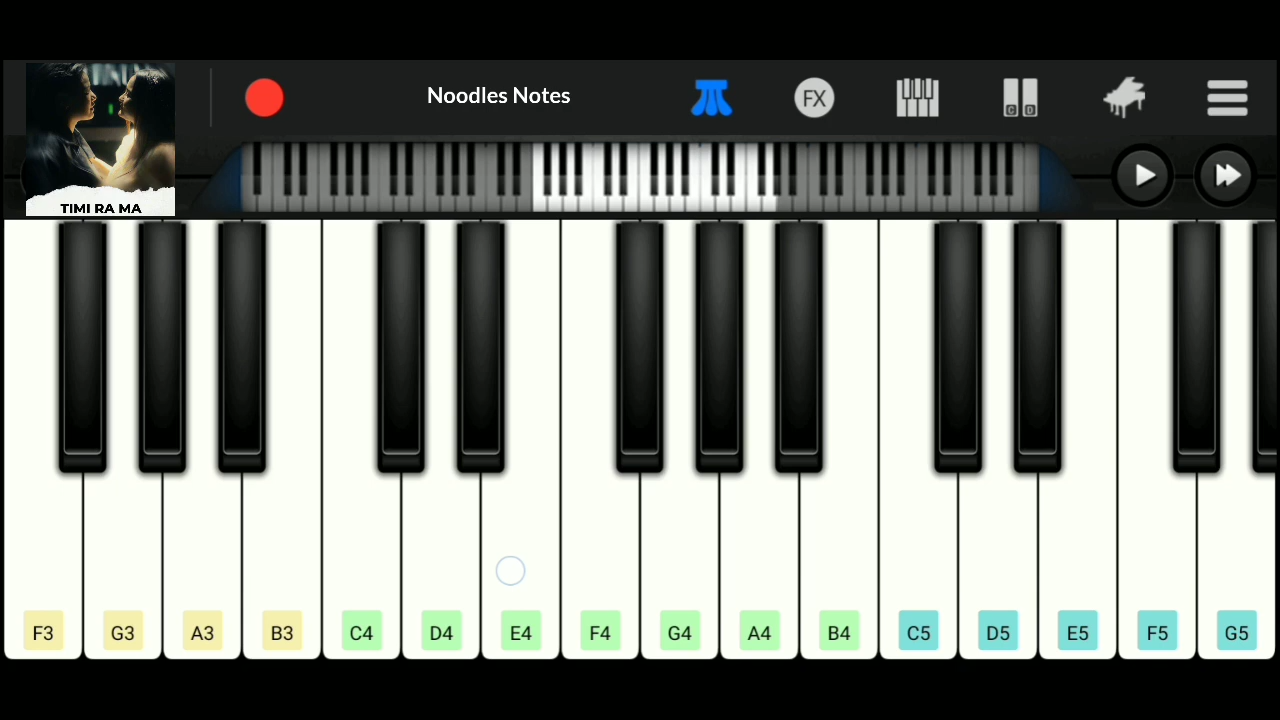 Noodles Notes
FX
C D
TIMI RA MA
F3 G3 A3 B3 C4 D4 E4 F4 G4 A4 B4 C5 D5 E5 F5 G5